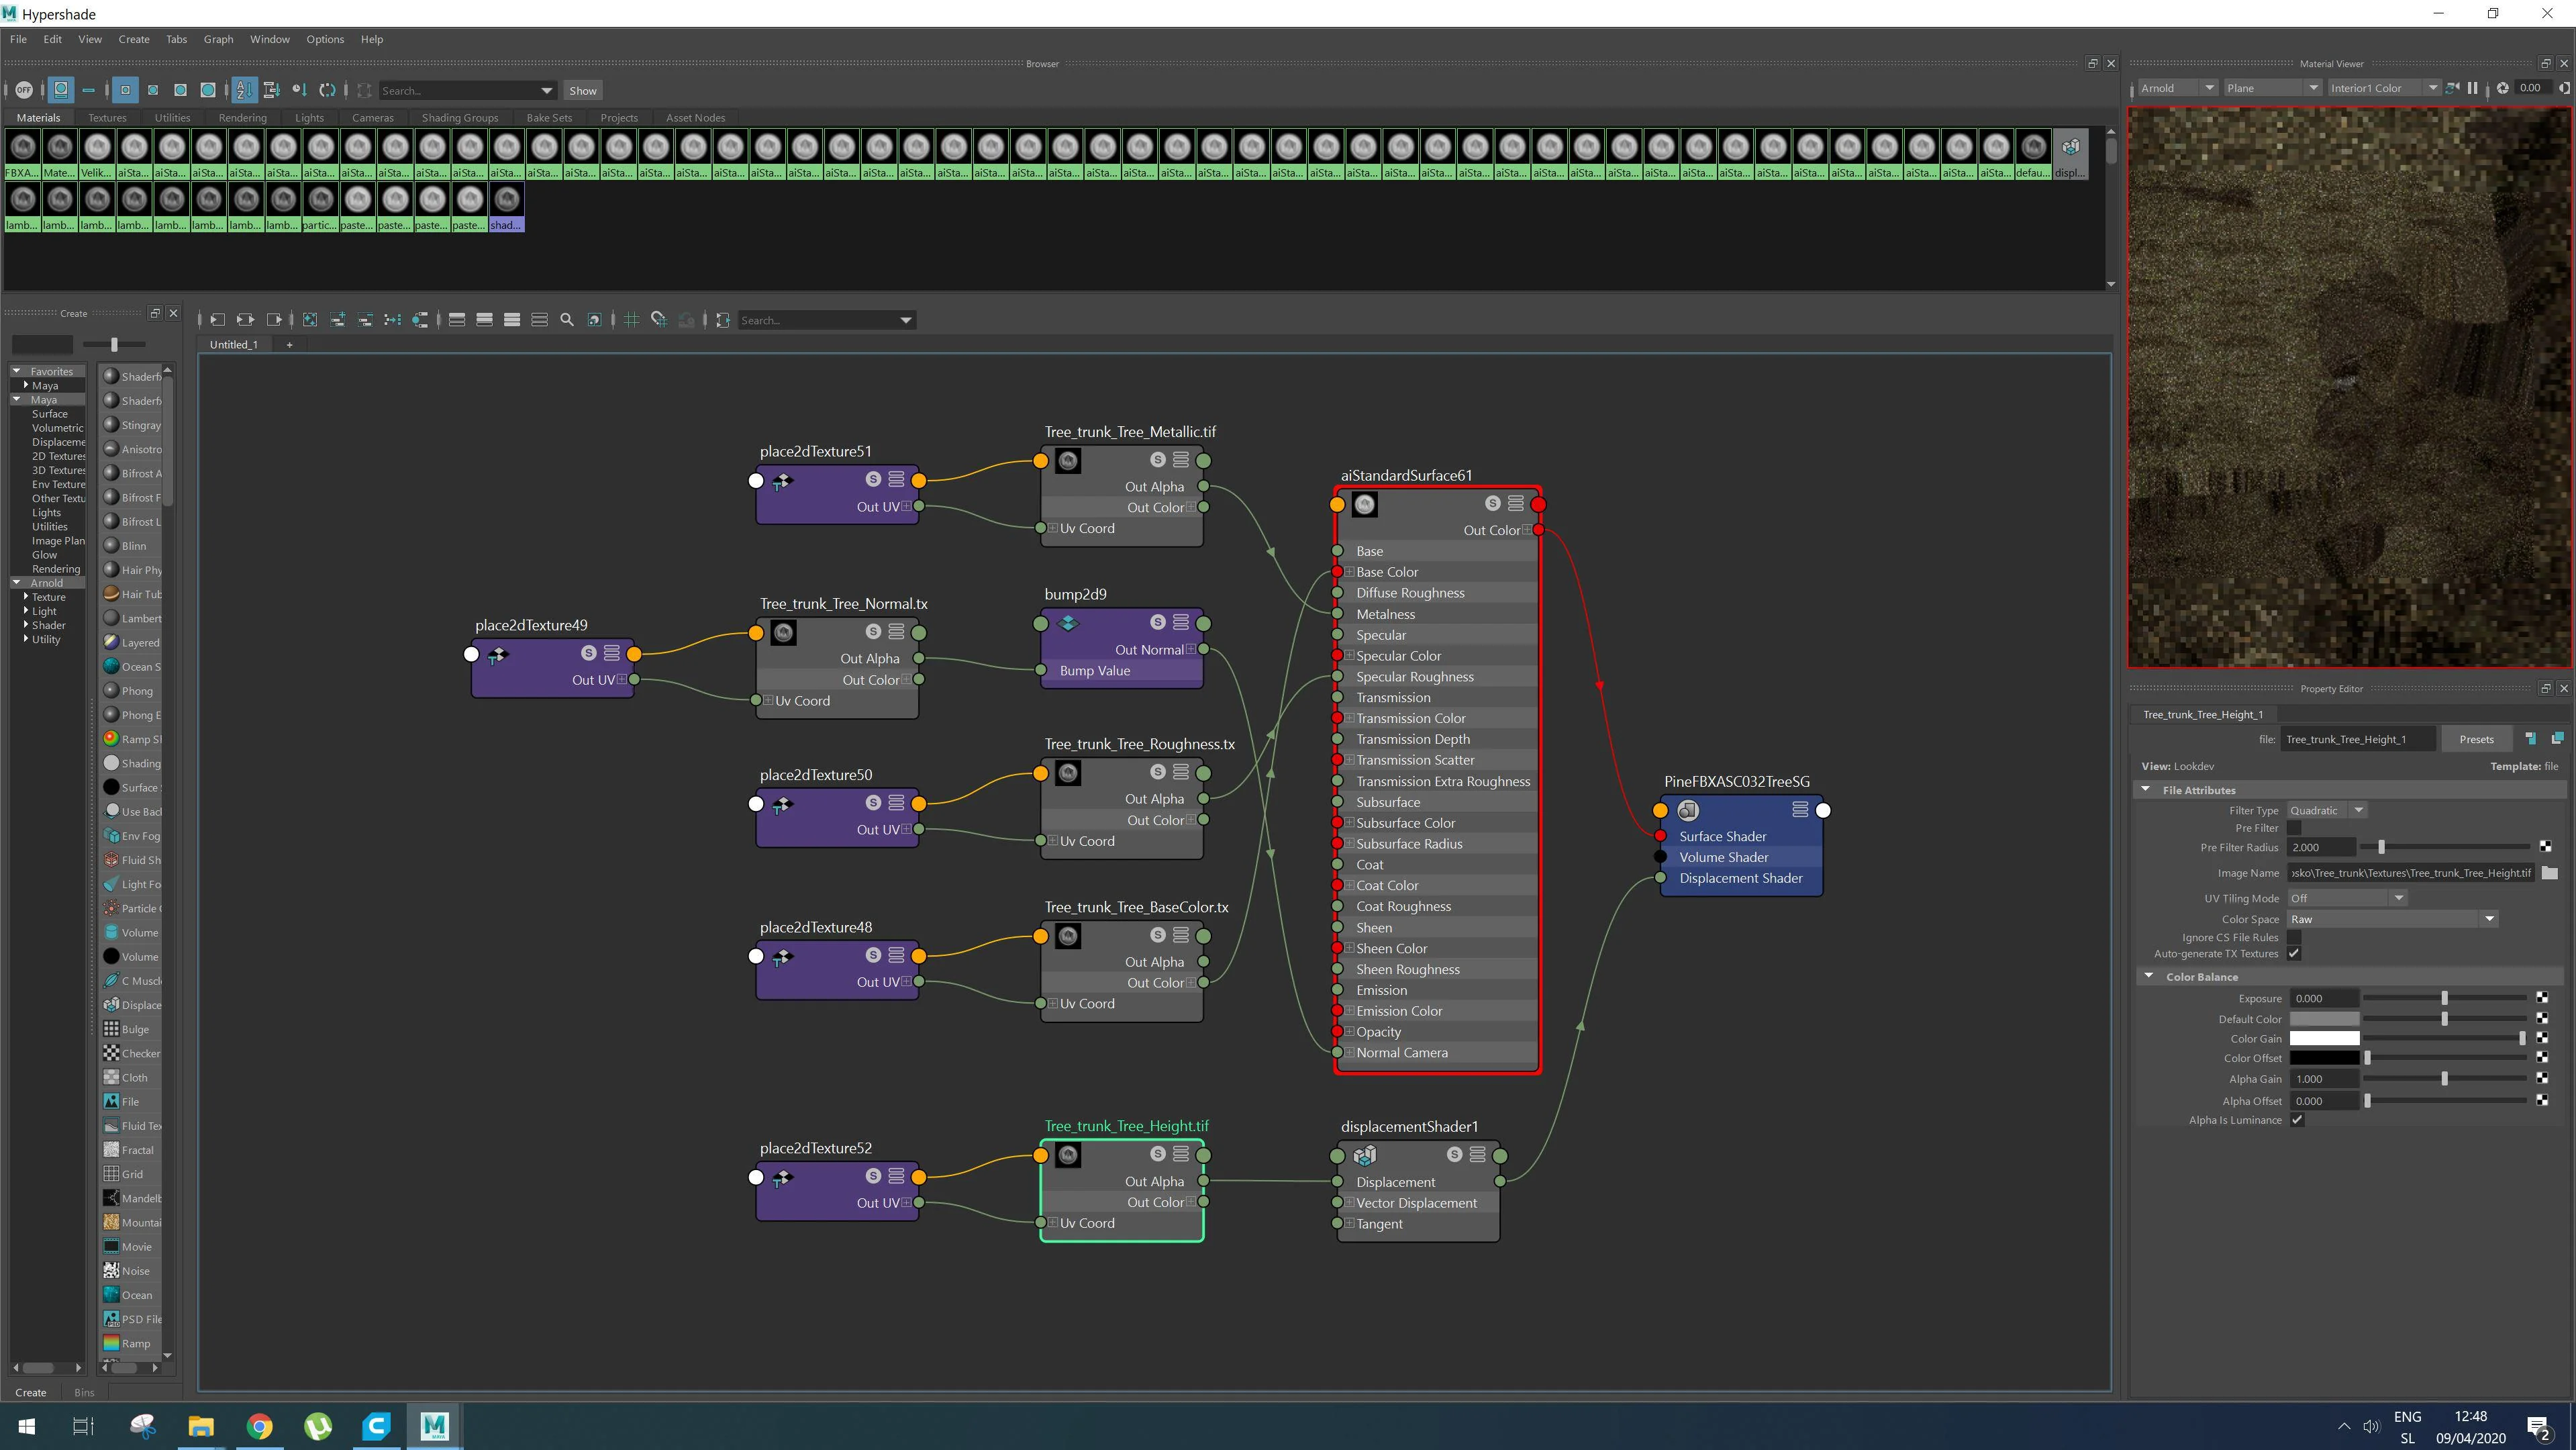 Hypershade
File Edit View Create Tabs Graph Window Options Help
Browser
OFF Search... Show
Materials Textures Utilities Rendering Lights Cameras Shading Groups Bake Sets Projects Asset Nodes
FBXA... Mate... Velik... aiSta... aiSta... aiSta... aiSta... aiSta... aiSta... aiSta... aiSta... aiSta... aiSta... aiSta... aiSta... aiSta... aiSta... aiSta... aiSta... aiSta... aiSta... aiSta... aiSta... aiSta... aiSta... aiSta... aiSta... aiSta... aiSta... aiSta... aiSta... aiSta... aiSta... aiSta... aiSta... aiSta... aiSta... aiSta... aiSta... aiSta... aiSta... aiSta... aiSta... aiSta... aiSta... aiSta... aiSta... aiSta... aiSta... aiSta... aiSta... aiSta... aiSta... aiSta... defau... displ...
lamb... lamb... lamb... lamb... lamb... lamb... lamb... lamb... partic... paste... paste... paste... paste... shad...
Material Viewer
Arnold Plane Interior1 Color 0.00
Create
Search...
Untitled_1 +
Favorites
Maya
Maya
Surface
Volumetric
Displaceme
2D Textures
3D Textures
Env Texture
Other Textu
Lights
Utilities
Image Plan
Glow
Rendering
Arnold
Texture
Light
Shader
Utility
Shaderf
Shaderf
Stingray
Anisotro
Bifrost A
Bifrost F
Bifrost L
Blinn
Hair Phy
Hair Tub
Lambert
Layered
Ocean S
Phong
Phong E
Ramp S
Shading
Surface
Use Bac
Env Fog
Fluid Sh
Light Fo
Particle
Volume
Volume
C Muscl
Displace
Bulge
Checker
Cloth
File
Fluid Tex
Fractal
Grid
Mandelb
Mountai
Movie
Noise
Ocean
PSD File
Ramp
Create Bins
place2dTexture51
S
Out UV
Tree_trunk_Tree_Metallic.tif
S
Out Alpha
Out Color
Uv Coord
place2dTexture49
S
Out UV
Tree_trunk_Tree_Normal.tx
S
Out Alpha
Out Color
Uv Coord
bump2d9
S
Out Normal
Bump Value
place2dTexture50
S
Out UV
Tree_trunk_Tree_Roughness.tx
S
Out Alpha
Out Color
Uv Coord
place2dTexture48
S
Out UV
Tree_trunk_Tree_BaseColor.tx
S
Out Alpha
Out Color
Uv Coord
place2dTexture52
S
Out UV
Tree_trunk_Tree_Height.tif
S
Out Alpha
Out Color
Uv Coord
aiStandardSurface61
S
Out Color
Base
Base Color
Diffuse Roughness
Metalness
Specular
Specular Color
Specular Roughness
Transmission
Transmission Color
Transmission Depth
Transmission Scatter
Transmission Extra Roughness
Subsurface
Subsurface Color
Subsurface Radius
Coat
Coat Color
Coat Roughness
Sheen
Sheen Color
Sheen Roughness
Emission
Emission Color
Opacity
Normal Camera
displacementShader1
S
Displacement
Vector Displacement
Tangent
PineFBXASC032TreeSG
Surface Shader
Volume Shader
Displacement Shader
Property Editor
Tree_trunk_Tree_Height_1
file: Tree_trunk_Tree_Height_1 Presets
View: Lookdev Template: file
File Attributes
Filter Type Quadratic
Pre Filter
Pre Filter Radius 2.000
Image Name osko\Tree_trunk\Textures\Tree_trunk_Tree_Height.tif
UV Tiling Mode Off
Color Space Raw
Ignore CS File Rules
Auto-generate TX Textures
Color Balance
Exposure 0.000
Default Color
Color Gain
Color Offset
Alpha Gain 1.000
Alpha Offset 0.000
Alpha Is Luminance
ENG
SL
12:48
09/04/2020
2